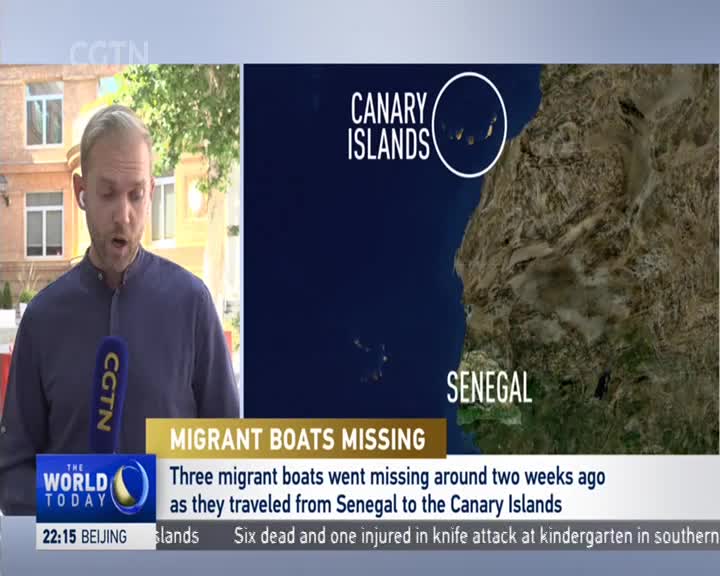 CGTN
CANARY
ISLANDS
SENEGAL
CGTN
MIGRANT BOATS MISSING
THE
WORLD
TODAY
Three migrant boats went missing around two weeks ago
as they traveled from Senegal to the Canary Islands
22:15 BEIJING
slands Six dead and one injured in knife attack at kindergarten in southern